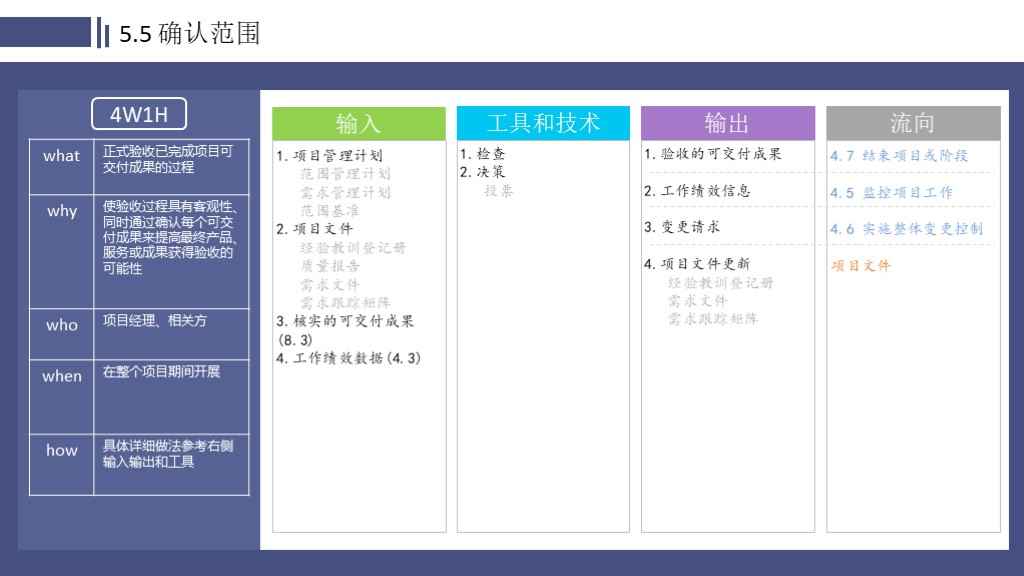 5.5 确认范围
4W1H
what
正式验收已完成项目可
交付成果的过程
why
使验收过程具有客观性、
同时通过确认每个可交
付成果来提高最终产品、
服务或成果获得验收的
可能性
who
项目经理、相关方
when
在整个项目期间开展
how
具体详细做法参考右侧
输入输出和工具
输入
1.项目管理计划
范围管理计划
需求管理计划
范围基准
2.项目文件
经验教训登记册
质量报告
需求文件
需求跟踪矩阵
3.核实的可交付成果
(8.3)
4.工作绩效数据(4.3)
工具和技术
1.检查
2.决策
投票
输出
1.验收的可交付成果
2.工作绩效信息
3.变更请求
4.项目文件更新
经验教训登记册
需求文件
需求跟踪矩阵
流向
4.7 结束项目或阶段
4.5 监控项目工作
4.6 实施整体变更控制
项目文件